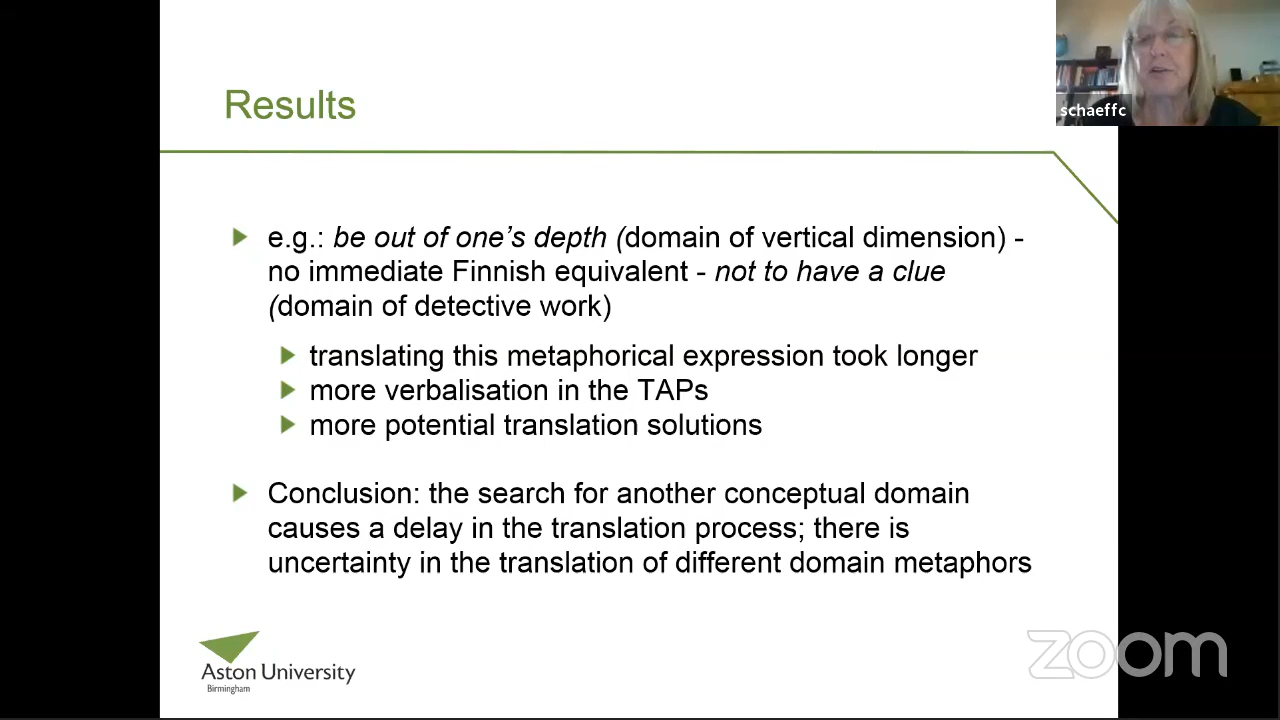 Results
schaeffc
e.g.: be out of one's depth (domain of vertical dimension) -
no immediate Finnish equivalent - not to have a clue
(domain of detective work)
translating this metaphorical expression took longer
more verbalisation in the TAPs
more potential translation solutions
Conclusion: the search for another conceptual domain
causes a delay in the translation process; there is
uncertainty in the translation of different domain metaphors
Aston University
Birmingham
zoom